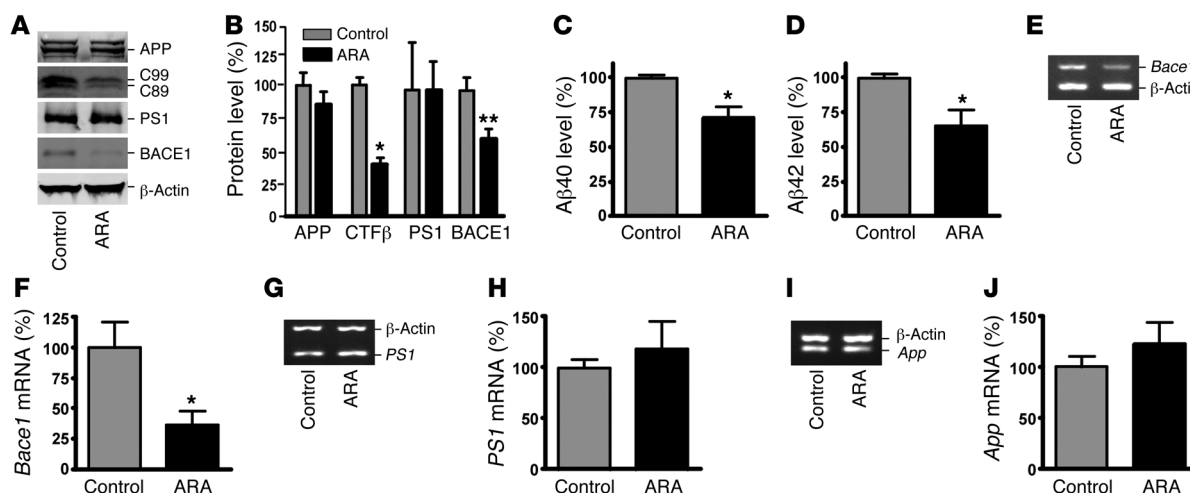 A
APP
C99
C89
PS1
BACE1
β-Actin
Control
ARA
B
Protein level (%)
150
125
100
75
50
25
0
Control
ARA
*
**
APP
CTFβ
PS1
BACE1
C
Aβ40 level (%)
125
100
75
25
0
*
Control
ARA
D
Aβ42 level (%)
125
100
75
25
0
*
Control
ARA
E
Bace
β-Acti
Control
ARA
F
Bace1 mRNA (%)
125
100
75
50
25
0
*
Control
ARA
G
β-Actin
PS1
Control
ARA
H
PS1 mRNA (%)
150
100
50
0
Control
ARA
I
β-Actin
App
Control
ARA
J
App mRNA (%)
150
100
50
0
Control
ARA